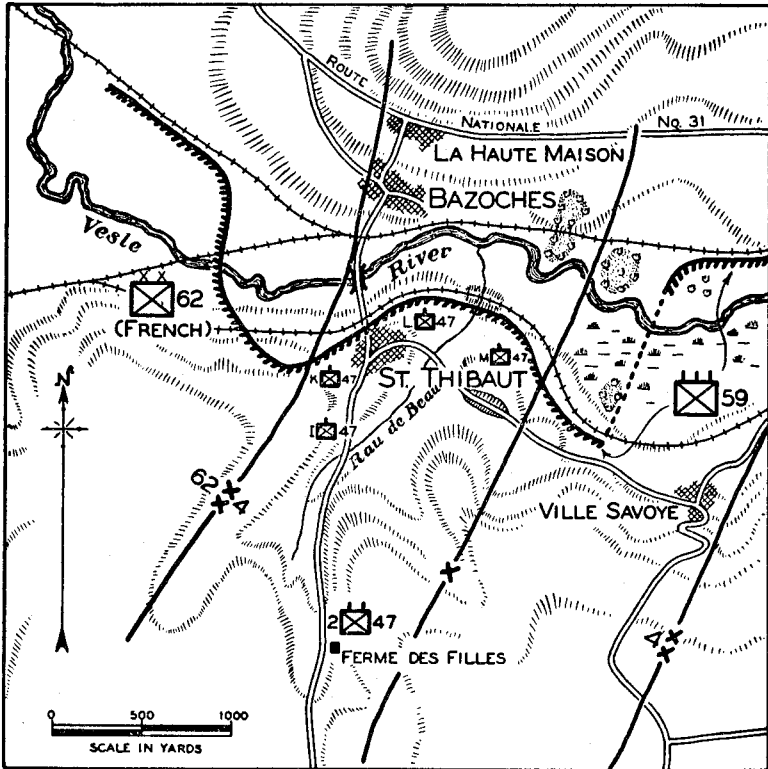 ROUTE
NATIONALE
No. 31
LA HAUTE MAISON
BAZOCHES
Vesle
River
62
(FRENCH)
L 47
M 47
K 47
ST. THIBAUT
59
I 47
Rau de Beau
N
62
4
VILLE SAVOYE
2 47
4
FERME DES FILLES
0 500 1000
SCALE IN YARDS